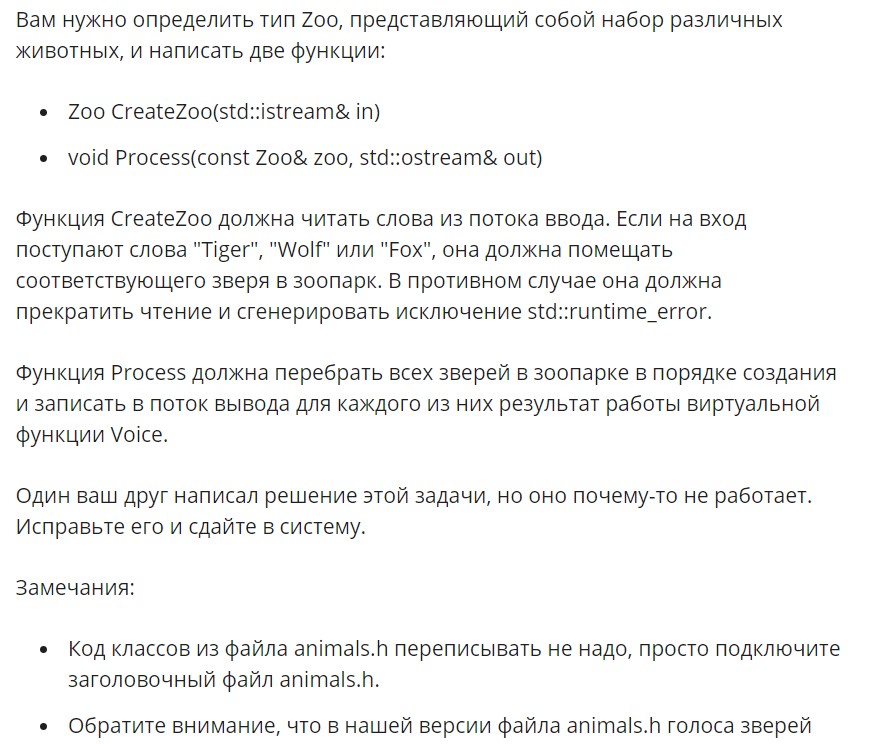 Вам нужно определить тип Zoo, представляющий собой набор различных
животных, и написать две функции:
• Zoo CreateZoo(std::istream& in)
• void Process(const Zoo& zoo, std::ostream& out)
Функция CreateZoo должна читать слова из потока ввода. Если на вход
поступают слова "Tiger", "Wolf" или "Fox", она должна помещать
соответствующего зверя в зоопарк. В противном случае она должна
прекратить чтение и сгенерировать исключение std::runtime_error.
Функция Process должна перебрать всех зверей в зоопарке в порядке создания
и записать в поток вывода для каждого из них результат работы виртуальной
функции Voice.
Один ваш друг написал решение этой задачи, но оно почему-то не работает.
Исправьте его и сдайте в систему.
Замечания:
• Код классов из файла animals.h переписывать не надо, просто подключите
заголовочный файл animals.h.
• Обратите внимание, что в нашей версии файла animals.h голоса зверей